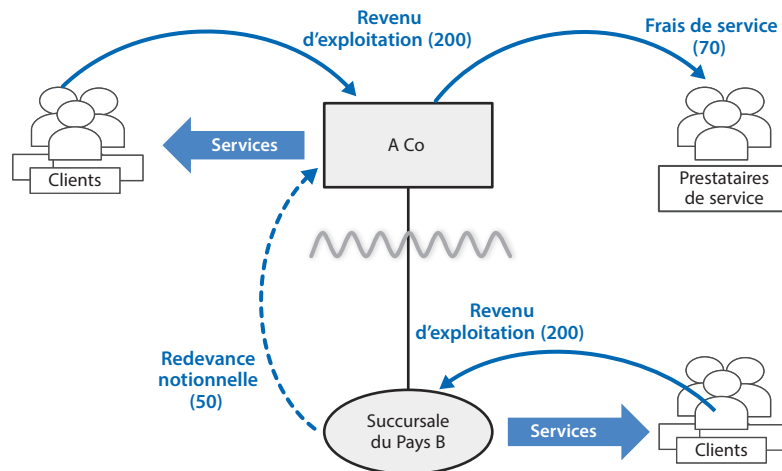 Revenu
d'exploitation (200)
Frais de service
(70)
Services
A Co
Clients
Prestataires
de service
Revenu
d'exploitation (200)
Redevance
notionnelle
(50)
Succursale
du Pays B
Services
Clients